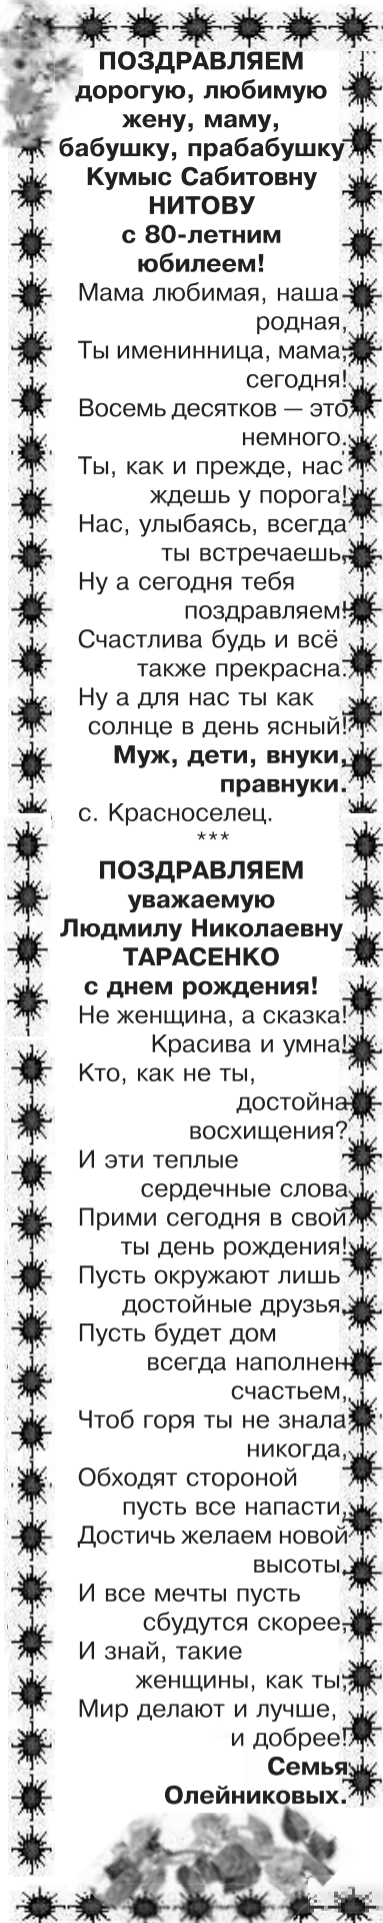 ПОЗДРАВЛЯЕМ
дорогую, любимую
жену, маму,
бабушку, прабабушку
Кумыс Сабитовну
НИТОВУ
с 80-летним
юбилеем!
Мама любимая, наша
родная,
Ты именинница, мама,
сегодня!
Восемь десятков — это
немного.
Ты, как и прежде, нас
ждешь у порога!
Нас, улыбаясь, всегда
ты встречаешь,
Ну а сегодня тебя
поздравляем!
Счастлива будь и всё
также прекрасна.
Ну а для нас ты как
солнце в день ясный!
Муж, дети, внуки,
правнуки.
с. Красноселец.
***
ПОЗДРАВЛЯЕМ
уважаемую
Людмилу Николаевну
ТАРАСЕНКО
с днем рождения!
Не женщина, а сказка!
Красива и умна!
Кто, как не ты,
достойна
восхищения?
И эти теплые
сердечные слова
Прими сегодня в свой
ты день рождения!
Пусть окружают лишь
достойные друзья,
Пусть будет дом
всегда наполнен
счастьем,
Чтоб горя ты не знала
никогда,
Обходят стороной
пусть все напасти,
Достичь желаем новой
высоты,
И все мечты пусть
сбудутся скорее,
И знай, такие
женщины, как ты,
Мир делают и лучше,
и добрее!
Семья
Олейниковых.